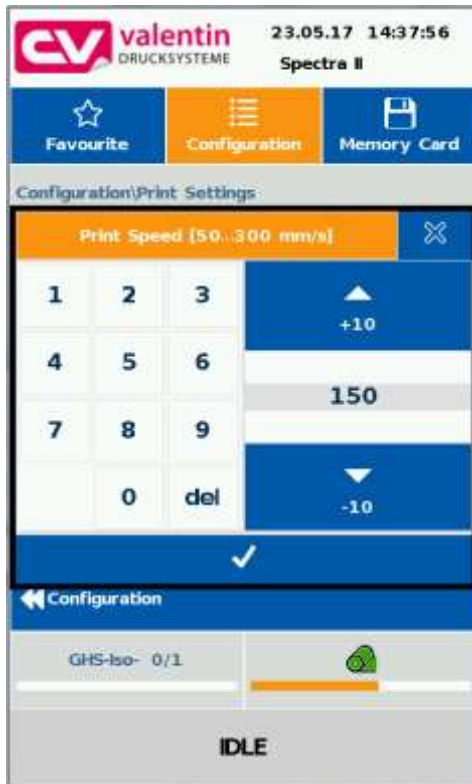 CV valentin 23.05.17 14:37:56
DRUCKSYSTEME Spectra II
Favourite Configuration Memory Card
Configuration\Print Settings
Print Speed [50...300 mm/s]
1 2 3
+10
4 5 6
150
7 8 9
0 del
-10
Configuration
GHS-Iso- 0/1
IDLE